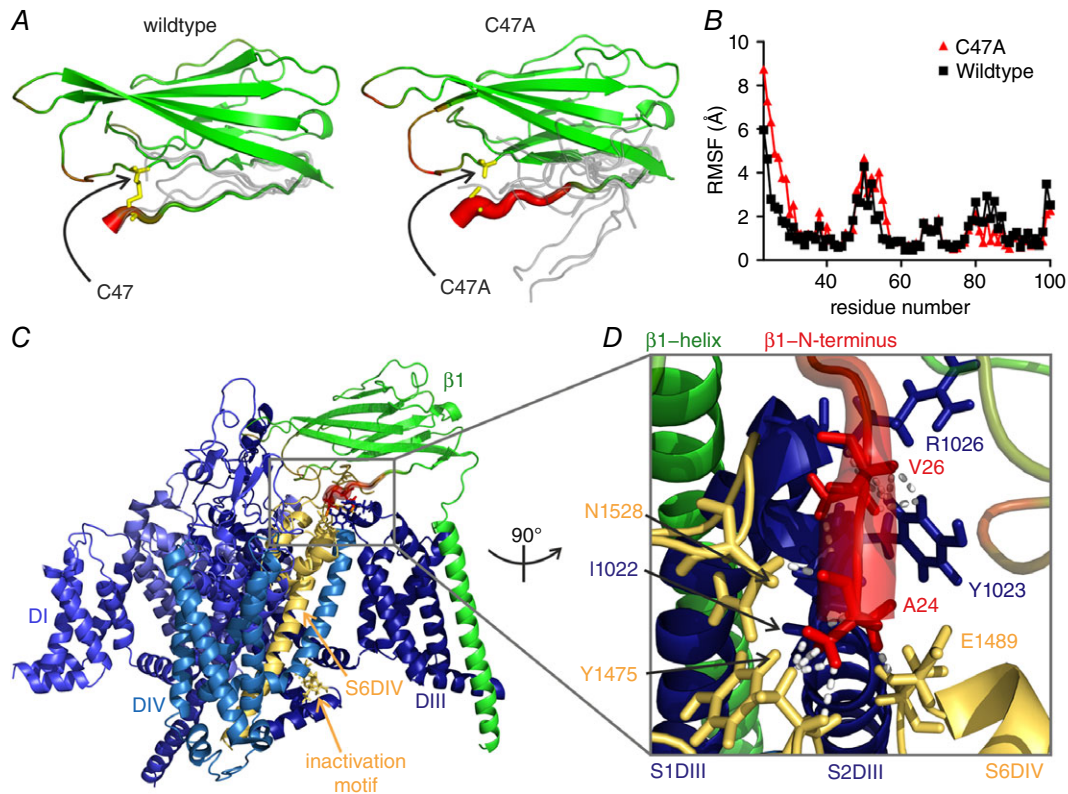 A
wildtype
C47A
C47
C47A
B
C47A
Wildtype
RMSF (Å)
10
8
6
4
2
0
40
60
80
100
residue number
C
β1
DI
DIV
S6DIV
DIII
inactivation
motif
90°
D
β1–helix
β1–N-terminus
R1026
V26
N1528
I1022
Y1023
A24
E1489
Y1475
S1DIII
S2DIII
S6DIV